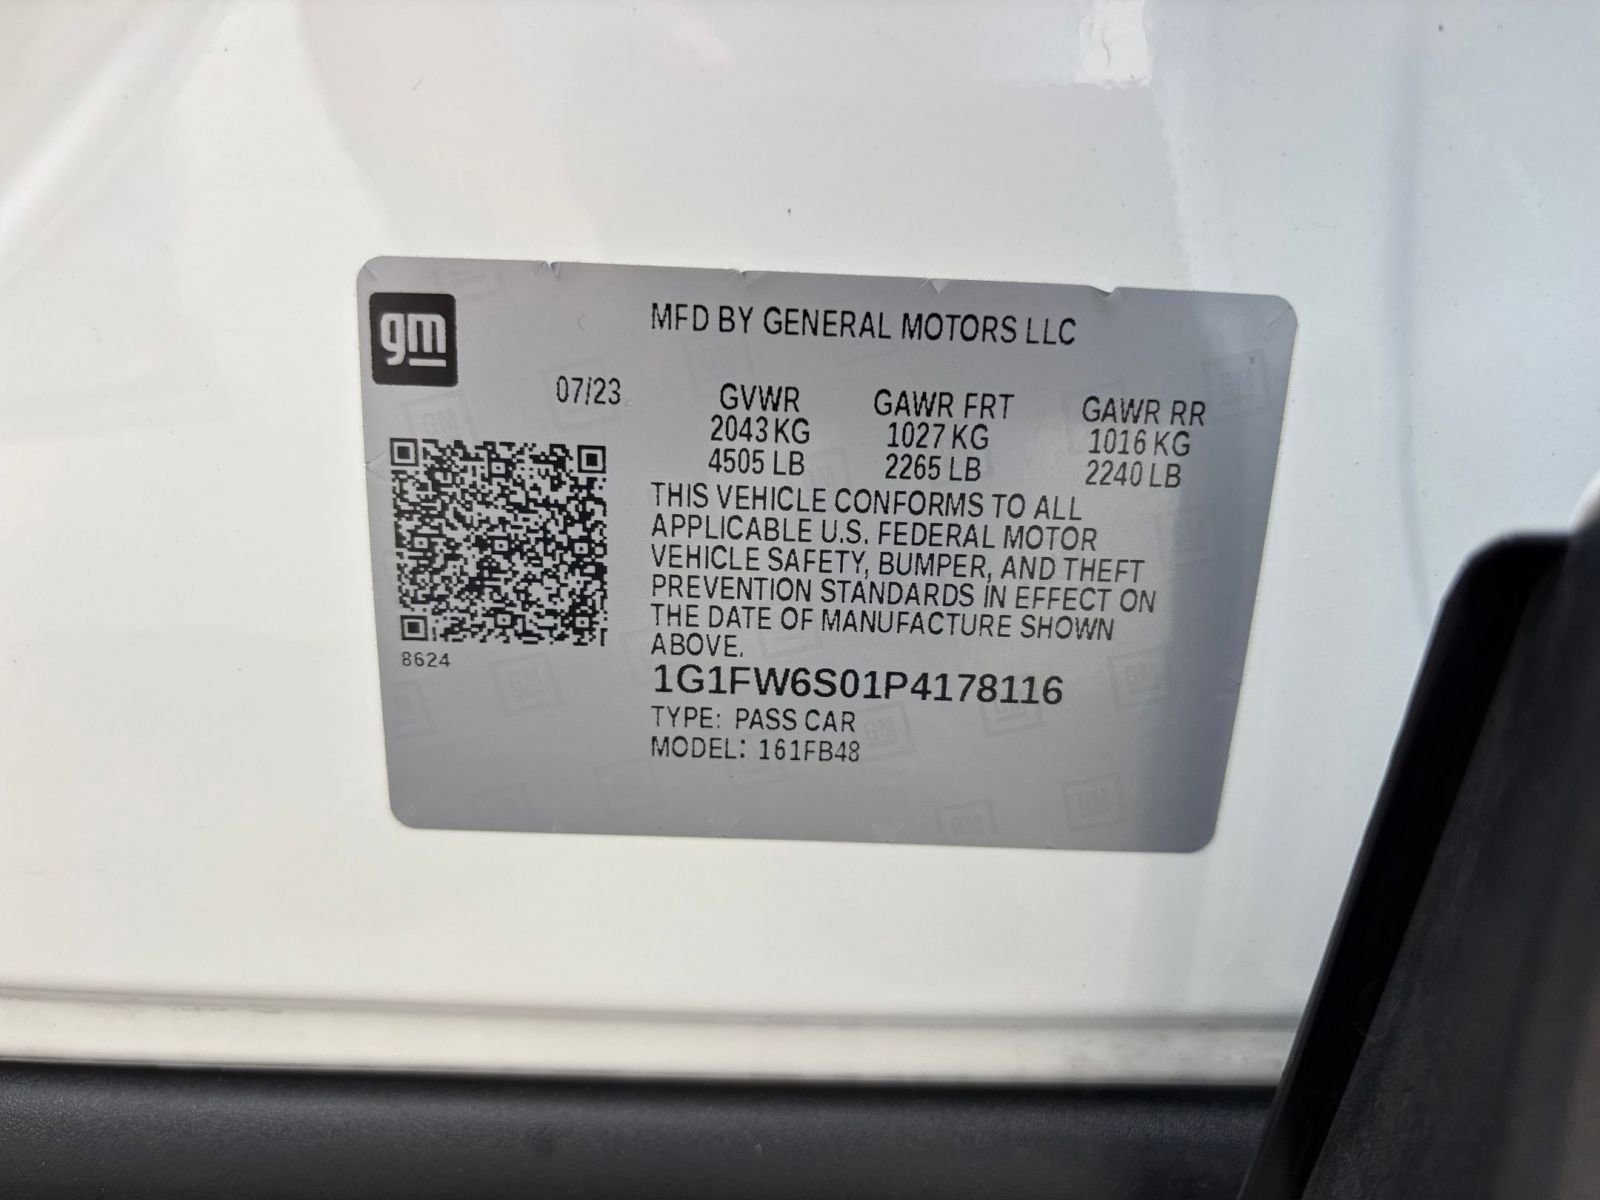 gm
MFD BY GENERAL MOTORS LLC
07/23
GVWR GAWR FRT GAWR RR
2043 KG 1027 KG 1016 KG
4505 LB 2265 LB 2240 LB
THIS VEHICLE CONFORMS TO ALL
APPLICABLE U.S. FEDERAL MOTOR
VEHICLE SAFETY, BUMPER, AND THEFT
PREVENTION STANDARDS IN EFFECT ON
THE DATE OF MANUFACTURE SHOWN
ABOVE.
8624
1G1FW6S01P4178116
TYPE: PASS CAR
MODEL: 161FB48